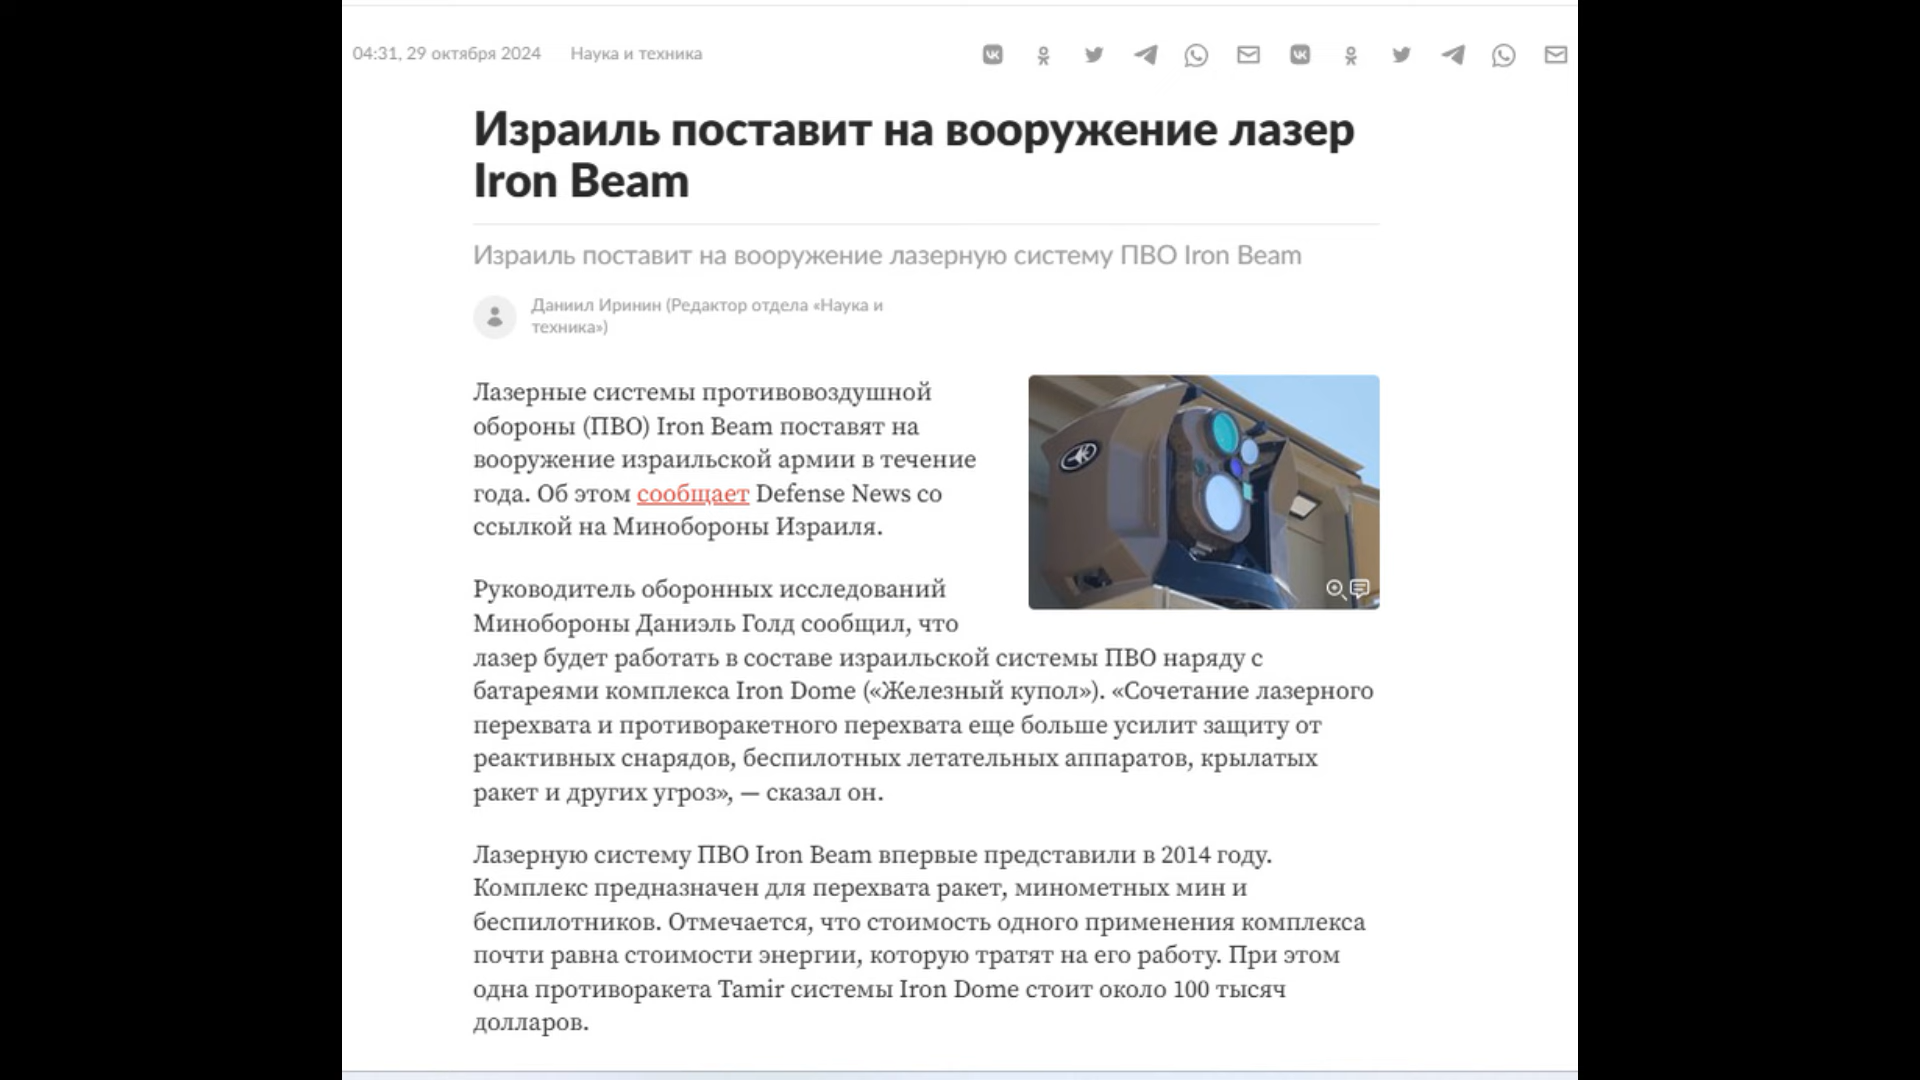 04:31, 29 октября 2024 Наука и техника
Израиль поставит на вооружение лазер
Iron Beam
Израиль поставит на вооружение лазерную систему ПВО Iron Beam
Даниил Иринин (Редактор отдела «Наука и
техника»)
Лазерные системы противовоздушной
обороны (ПВО) Iron Beam поставят на
вооружение израильской армии в течение
года. Об этом сообщает Defense News со
ссылкой на Минобороны Израиля.
Руководитель оборонных исследований
Минобороны Даниэль Голд сообщил, что
лазер будет работать в составе израильской системы ПВО наряду с
батареями комплекса Iron Dome («Железный купол»). «Сочетание лазерного
перехвата и противоракетного перехвата еще больше усилит защиту от
реактивных снарядов, беспилотных летательных аппаратов, крылатых
ракет и других угроз», — сказал он.
Лазерную систему ПВО Iron Beam впервые представили в 2014 году.
Комплекс предназначен для перехвата ракет, минометных мин и
беспилотников. Отмечается, что стоимость одного применения комплекса
почти равна стоимости энергии, которую тратят на его работу. При этом
одна противоракета Tamir системы Iron Dome стоит около 100 тысяч
долларов.